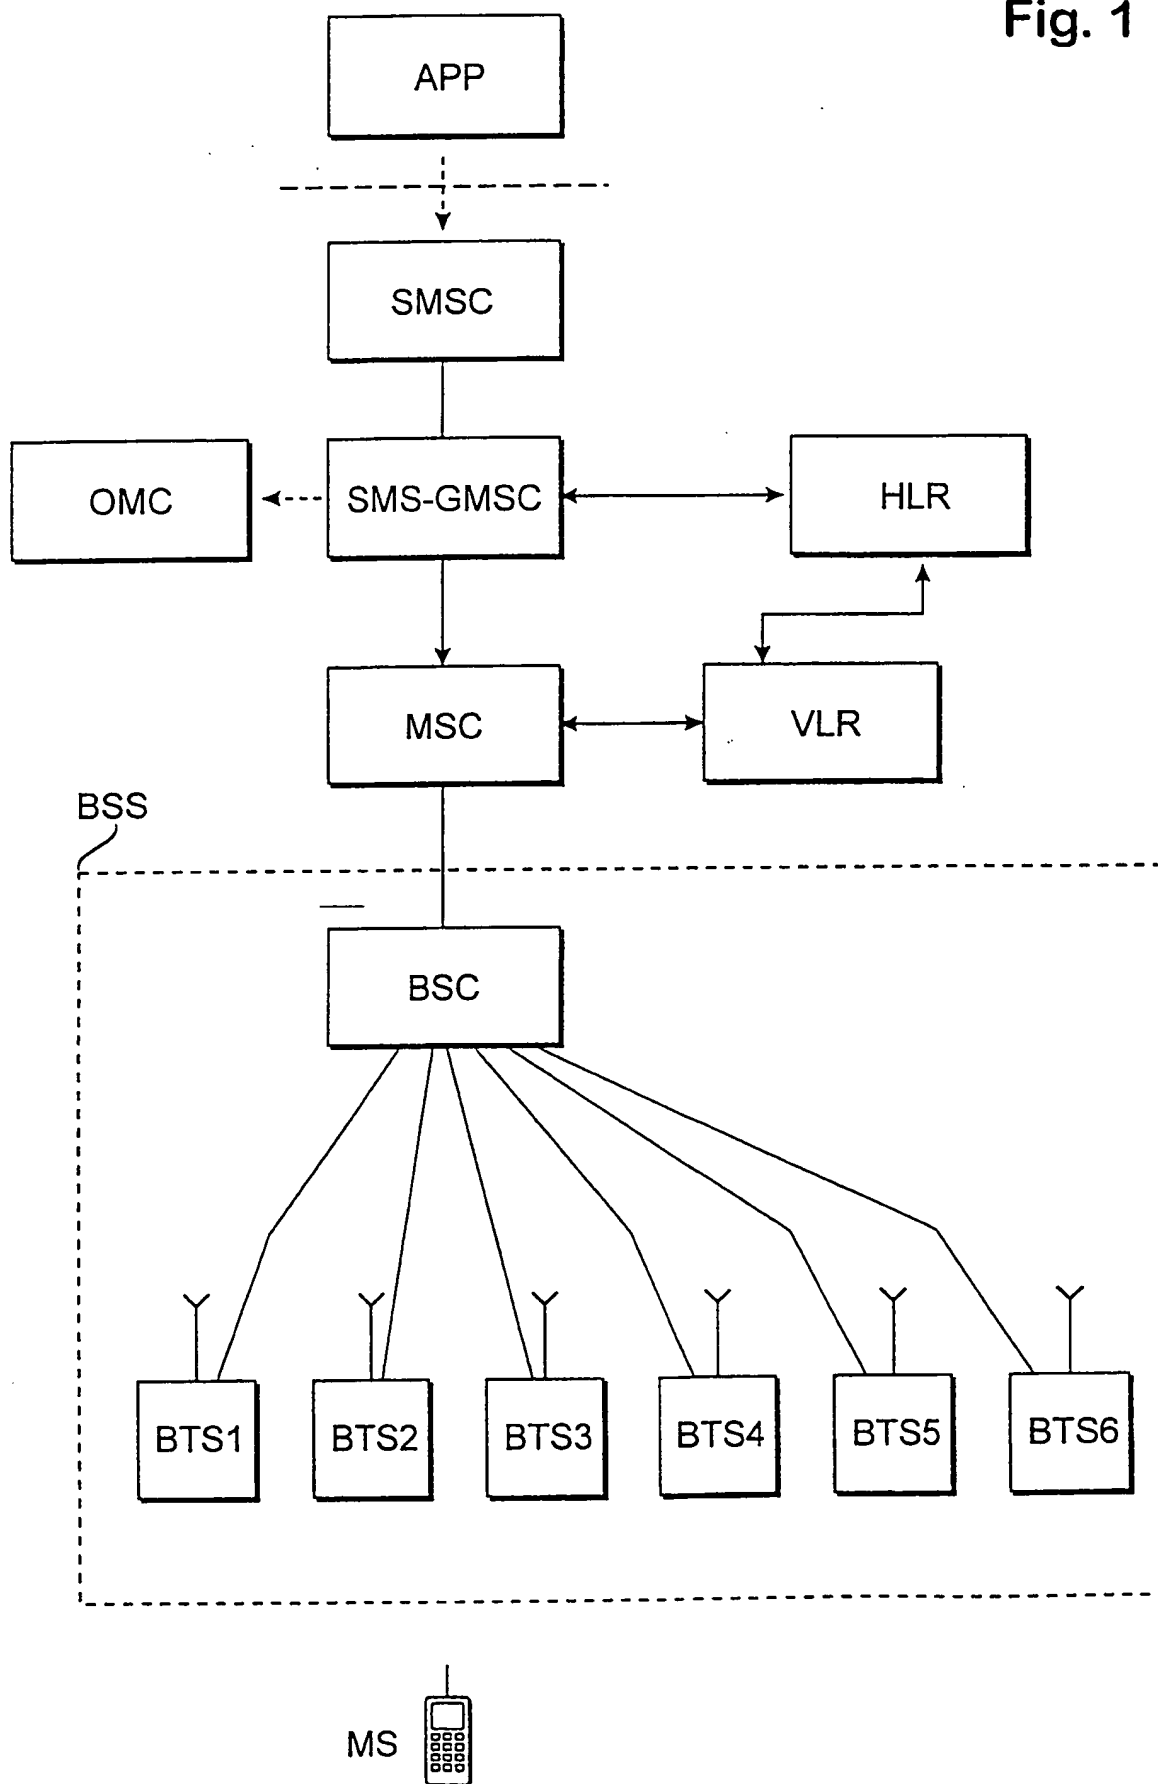 Fig. 1
APP
SMSC
OMC
SMS-GMSC
HLR
MSC
VLR
BSS
BSC
BTS1
BTS2
BTS3
BTS4
BTS5
BTS6
MS